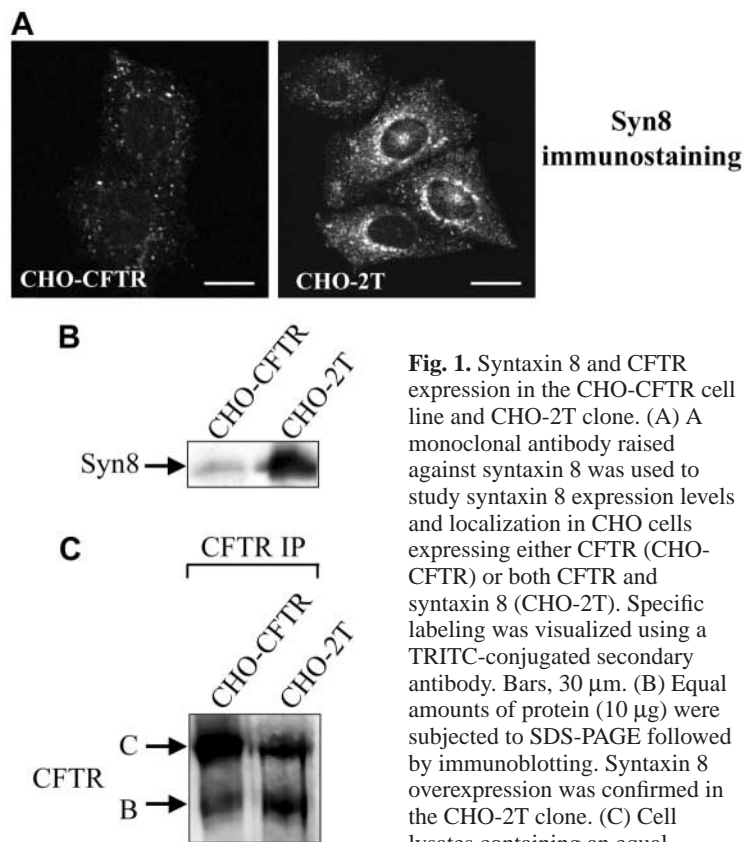 A
Syn8
immunostaining
CHO-CFTR
CHO-2T
B
CHO-CFTR
CHO-2T
Syn8
C
CFTR IP
CHO-CFTR
CHO-2T
C
CFTR
B
Fig. 1. Syntaxin 8 and CFTR
expression in the CHO-CFTR cell
line and CHO-2T clone. (A) A
monoclonal antibody raised
against syntaxin 8 was used to
study syntaxin 8 expression levels
and localization in CHO cells
expressing either CFTR (CHO-
CFTR) or both CFTR and
syntaxin 8 (CHO-2T). Specific
labeling was visualized using a
TRITC-conjugated secondary
antibody. Bars, 30 μm. (B) Equal
amounts of protein (10 μg) were
subjected to SDS-PAGE followed
by immunoblotting. Syntaxin 8
overexpression was confirmed in
the CHO-2T clone. (C) Cell
lysates containing an equal